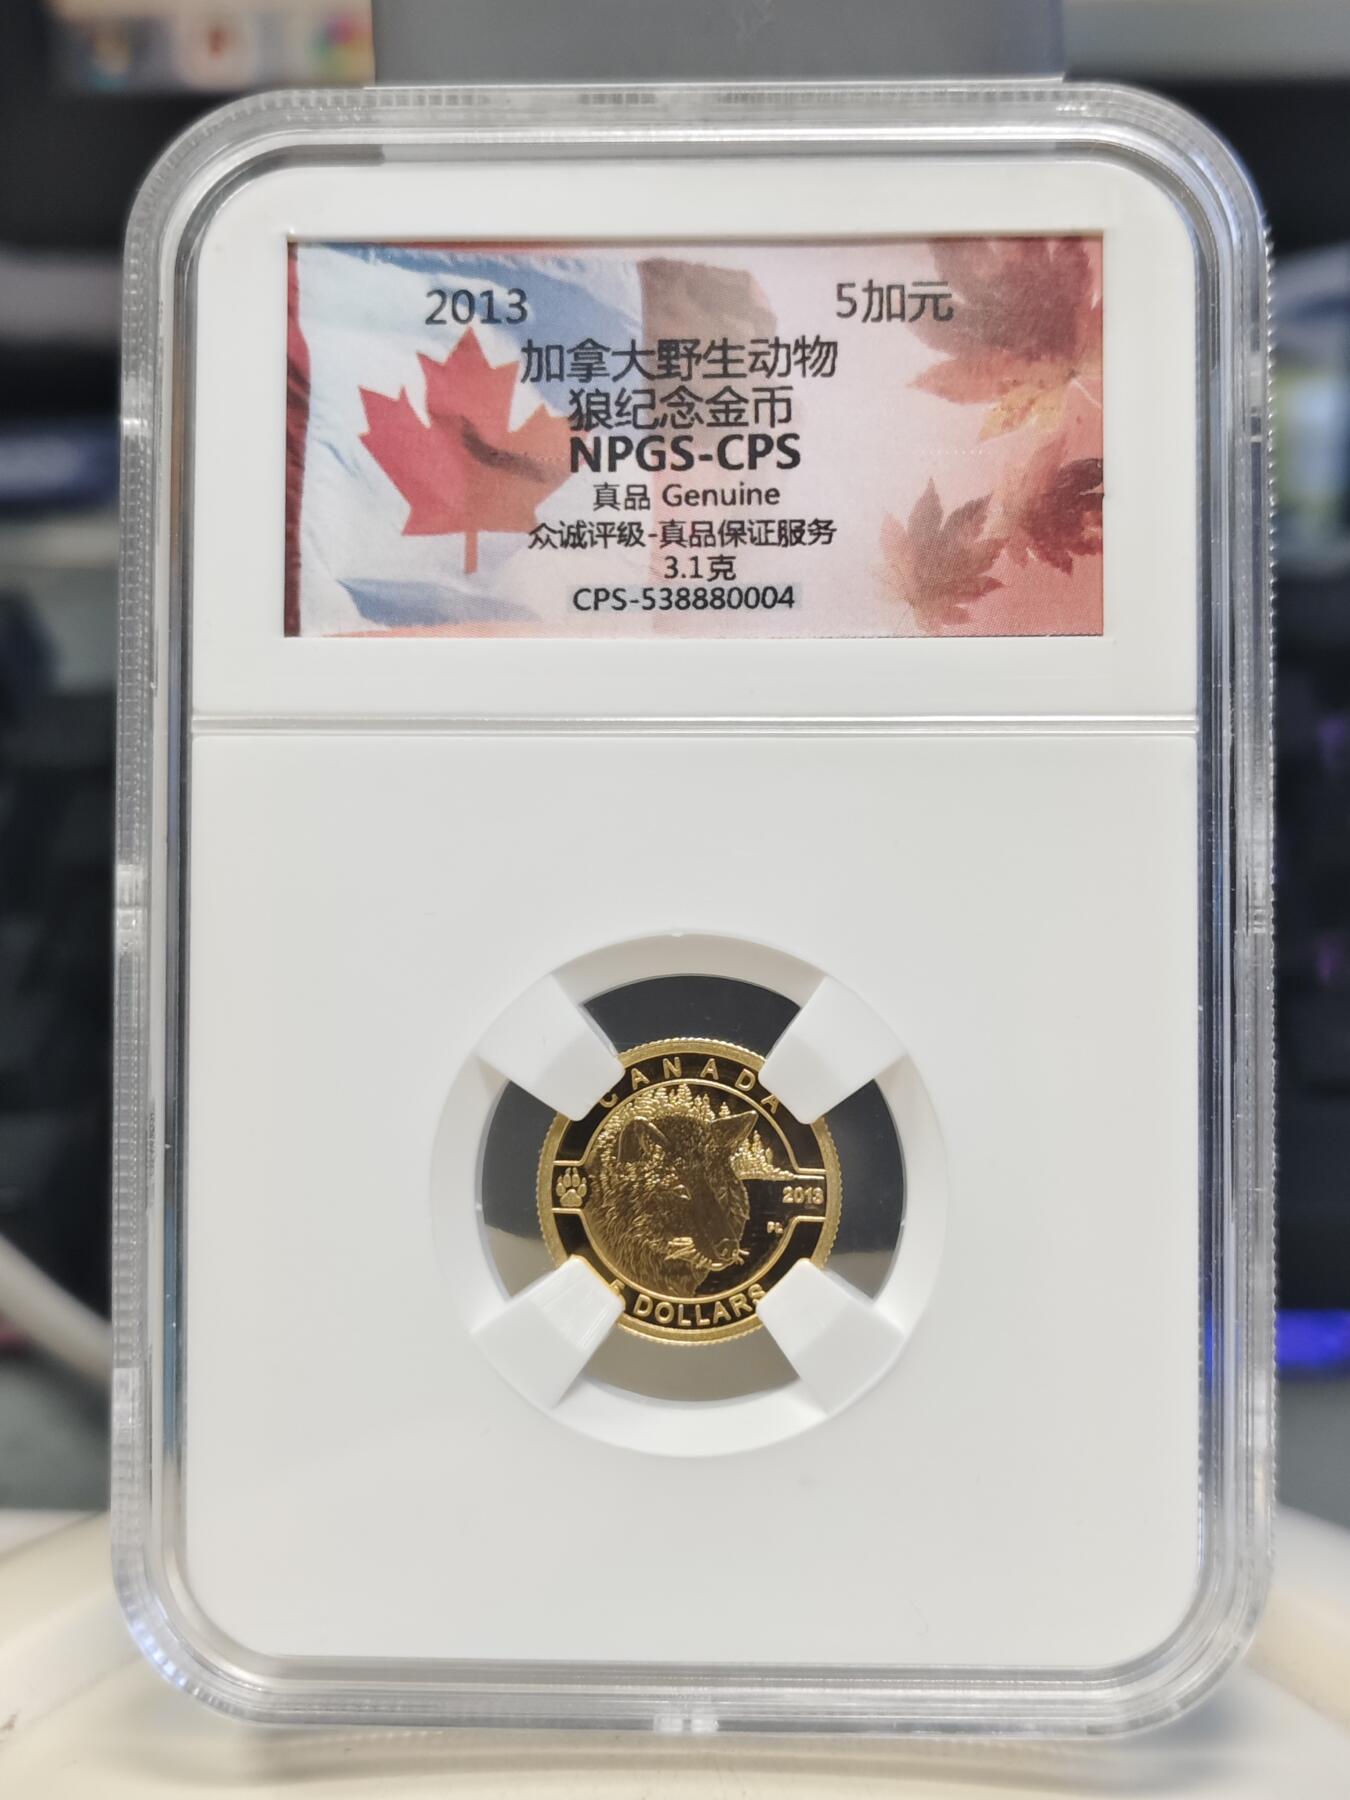 2013 5加元
加拿大野生动物
狼纪念金币
NPGS-CPS
真品 Genuine
众诚评级-真品保证服务
3.1克
CPS-538880004
CANADA
2013
PL
5 DOLLARS